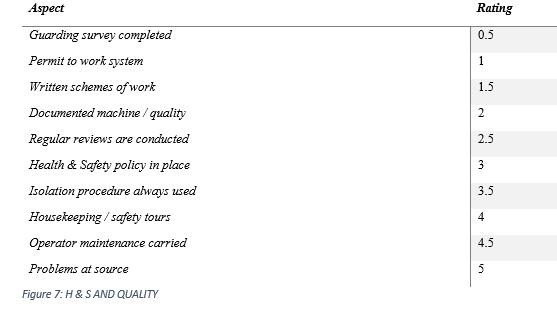 Aspect Rating
Guarding survey completed 0.5
Permit to work system 1
Written schemes of work 1.5
Documented machine / quality 2
Regular reviews are conducted 2.5
Health & Safety policy in place 3
Isolation procedure always used 3.5
Housekeeping / safety tours 4
Operator maintenance carried 4.5
Problems at source 5
Figure 7: H & S AND QUALITY